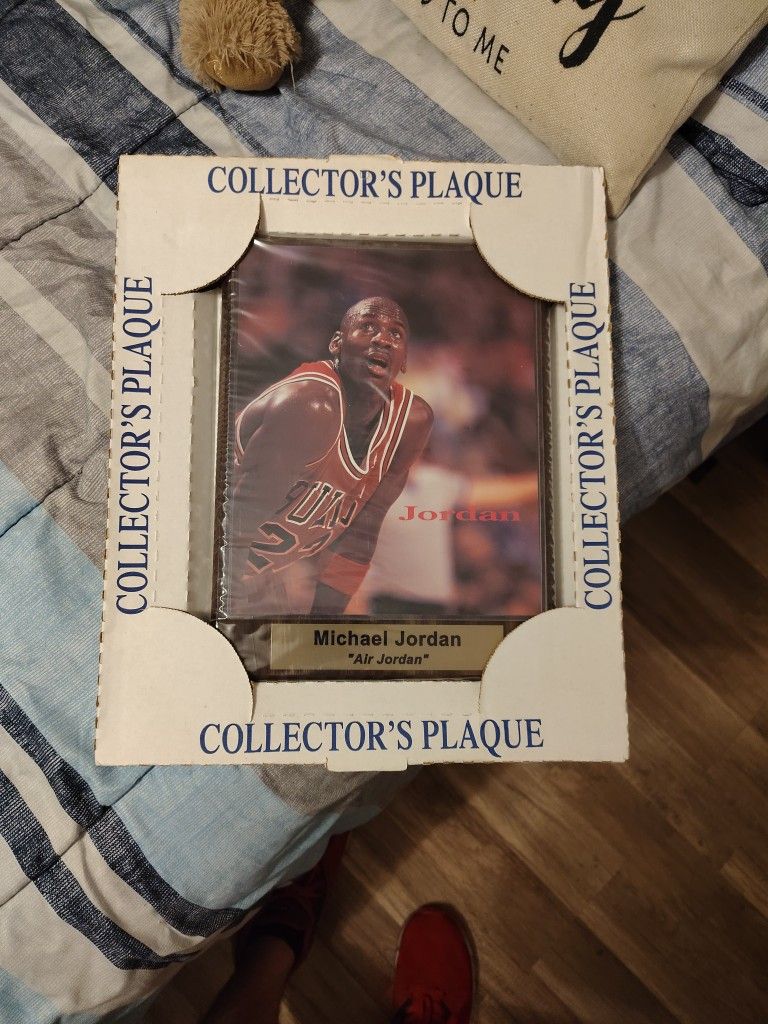 TO ME
COLLECTOR'S PLAQUE
COLLECTOR'S PLAQUE
COLLECTOR'S PLAQUE
Jordan
Michael Jordan
"Air Jordan"
COLLECTOR'S PLAQUE